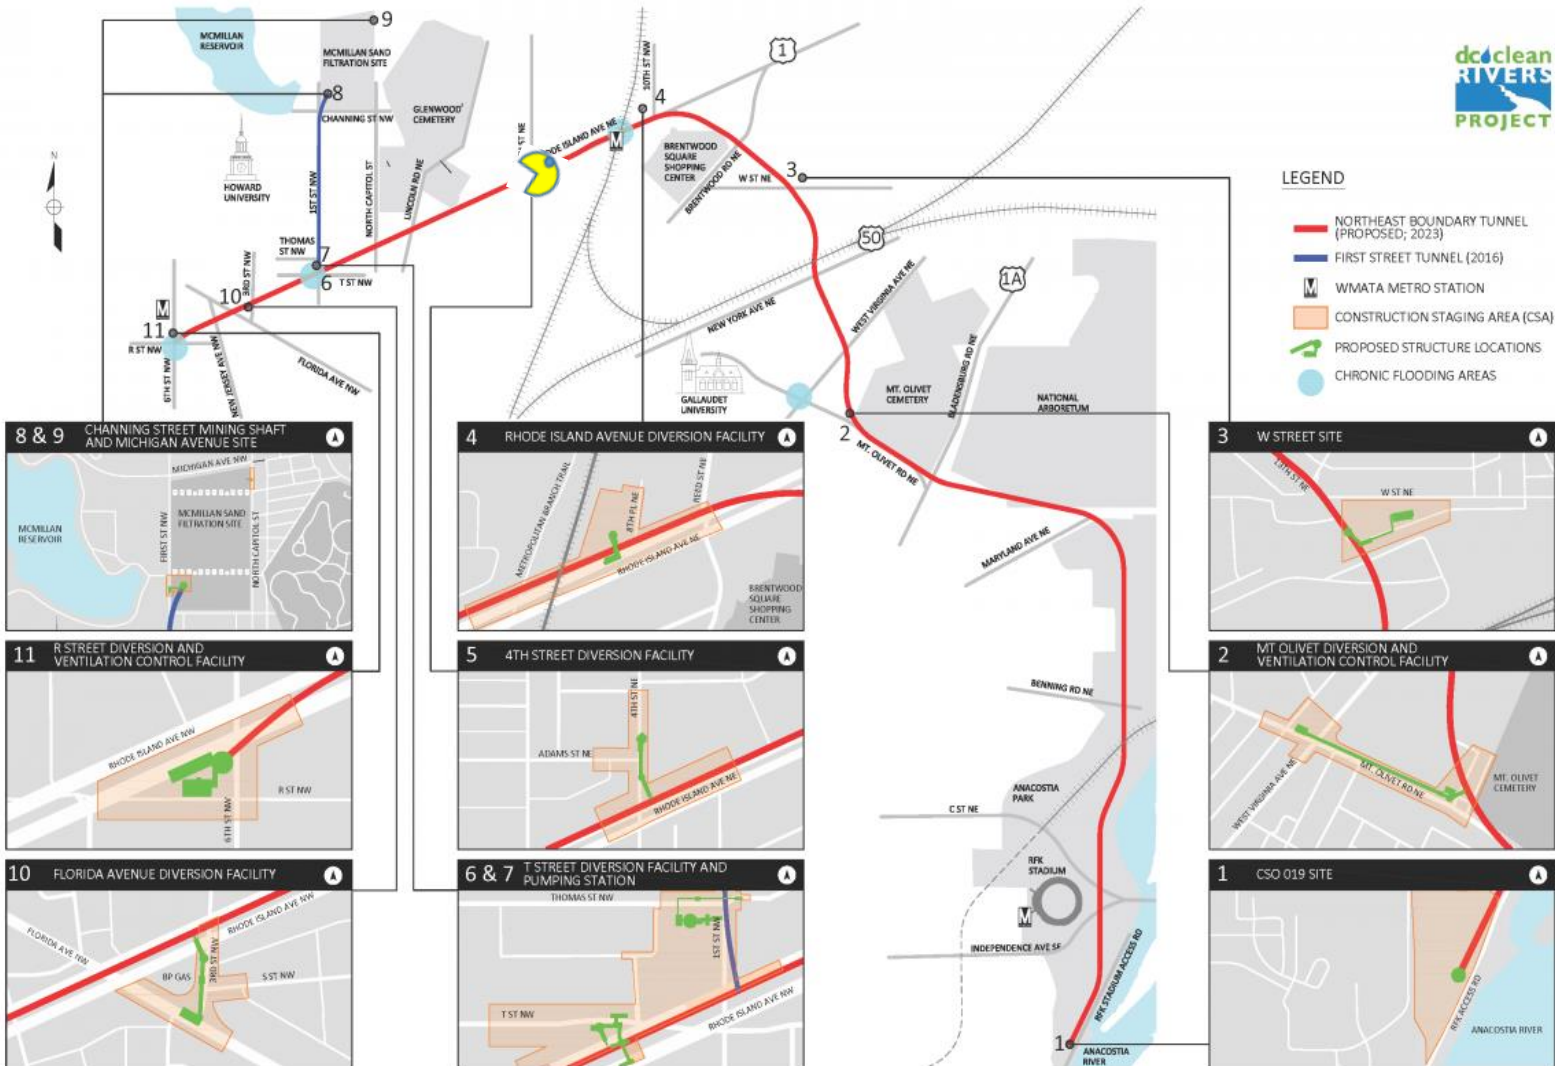 dc clean
RIVERS
PROJECT
LEGEND
NORTHEAST BOUNDARY TUNNEL
(PROPOSED; 2023)
FIRST STREET TUNNEL (2016)
M
WMATA METRO STATION
CONSTRUCTION STAGING AREA (CSA)
PROPOSED STRUCTURE LOCATIONS
CHRONIC FLOODING AREAS
N
MCMILLAN
RESERVOIR
9
MCMILLAN SAND
FILTRATION SITE
8
CHANNING ST NW
GLENWOOD
CEMETERY
HOWARD
UNIVERSITY
1ST ST NW
NORTH CAPITOL ST
LINCOLN RD NE
THOMAS
ST NW
7
6
T ST NW
3RD ST NW
10
M
11
R ST NW
6TH ST NW
NEW JERSEY AVE NW
FLORIDA AVE NW
ST NE
ODE ISLAND AVE NE
M
10TH ST NW
4
1
BRENTWOOD
SQUARE
SHOPPING
CENTER
BRENTWOOD RD NE
W ST NE
3
50
NEW YORK AVE NE
WEST VIRGINIA AVE NE
1A
BLADENSBURG RD NE
GALLAUDET
UNIVERSITY
MT. OLIVET
CEMETERY
NATIONAL
ARBORETUM
2
MT. OLIVET RD NE
MARYLAND AVE NE
BENNING RD NE
ANACOSTIA
PARK
C ST NE
RFK
STADIUM
M
INDEPENDENCE AVE SE
RFK STADIUM ACCESS RD
1
ANACOSTIA
RIVER
8 & 9 CHANNING STREET MINING SHAFT
AND MICHIGAN AVENUE SITE
MICHIGAN AVE NW
MCMILLAN
RESERVOIR
FIRST ST NW
MCMILLAN SAND
FILTRATION SITE
NORTH CAPITOL ST
11 R STREET DIVERSION AND
VENTILATION CONTROL FACILITY
RHODE ISLAND AVE NW
R ST NW
6TH ST NW
10 FLORIDA AVENUE DIVERSION FACILITY
FLORIDA AVE NW
RHODE ISLAND AVE NW
BP GAS
3RD ST NW
S ST NW
4 RHODE ISLAND AVENUE DIVERSION FACILITY
METROPOLITAN BRANCH TRAIL
8TH PL NE
REED ST NE
RHODE ISLAND AVE NE
BRENTWOOD
SQUARE
SHOPPING
CENTER
5 4TH STREET DIVERSION FACILITY
4TH ST NE
ADAMS ST NE
RHODE ISLAND AVE NE
6 & 7 T STREET DIVERSION FACILITY AND
PUMPING STATION
THOMAS ST NW
1ST ST NW
T ST NW
RHODE ISLAND AVE NW
3 W STREET SITE
13TH ST NE
W ST NE
2 MT OLIVET DIVERSION AND
VENTILATION CONTROL FACILITY
WEST VIRGINIA AVE NE
MT. OLIVET RD NE
MT. OLIVET
CEMETERY
1 CSO 019 SITE
RFK ACCESS RD
ANACOSTIA RIVER